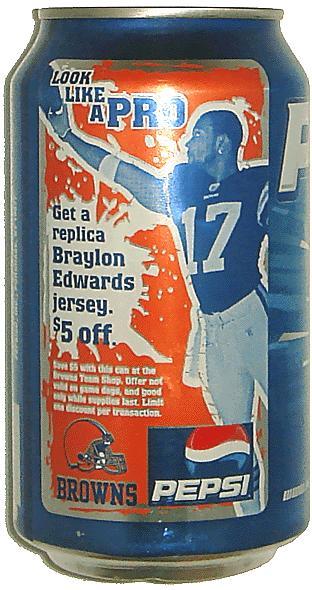 LOOK
LIKE
A PRO
17
Get a
replica
Braylon
Edwards
jersey.
$5 off.
Save $5 with this can at the
Browns Team Shop. Offer not
valid on game days, and good
only while supplies last. Limit
one discount per transaction.
BROWNS
PEPSI
P